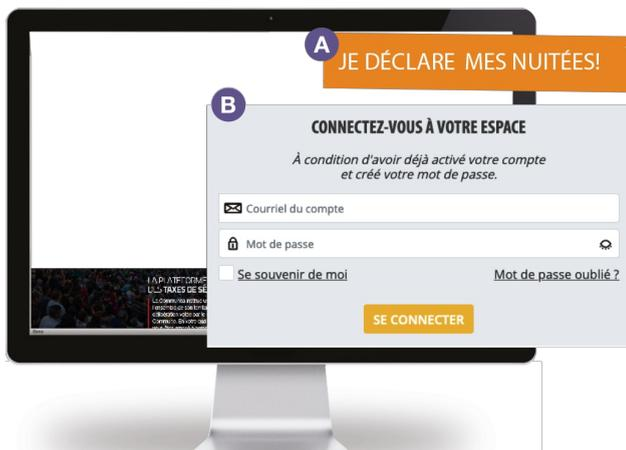 A
JE DÉCLARE MES NUITÉES!
B
CONNECTEZ-VOUS À VOTRE ESPACE
À condition d'avoir déjà activé votre compte
et créé votre mot de passe.
Courriel du compte
Mot de passe
Se souvenir de moi
Mot de passe oublié ?
SE CONNECTER
LA PLATEFORME
DES TAXES DE SÉ